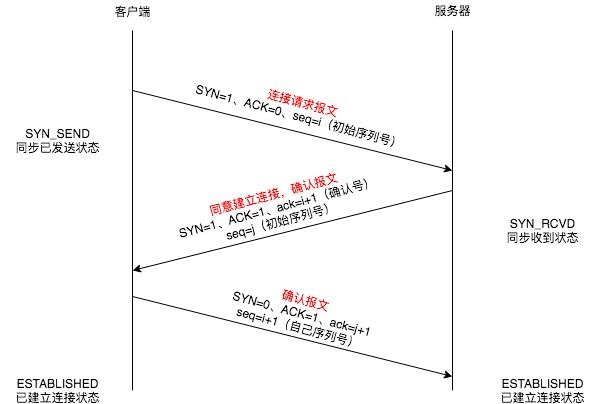 客户端
服务器
连接请求报文
SYN=1、ACK=0、seq=i（初始序列号）
SYN_SEND
同步已发送状态
同意建立连接，确认报文
SYN=1、ACK=1、ack=i+1（确认号）
seq=j（初始序列号）
SYN_RCVD
同步收到状态
确认报文
SYN=0、ACK=1、ack=j+1
seq=i+1（自己序列号）
ESTABLISHED
已建立连接状态
ESTABLISHED
已建立连接状态